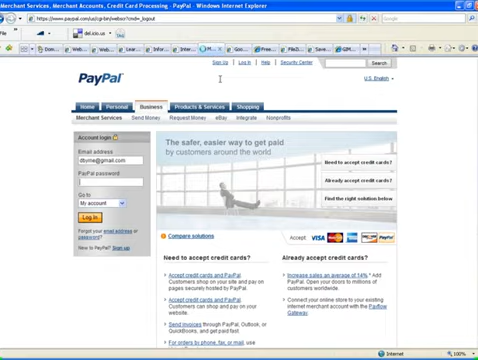 Merchant Services, Merchant Accounts, Credit Card Processing - PayPal - Windows Internet Explorer
https://www.paypal.com/us/cgi-bin/webscr?cmd=_logout
del.icio.us
Sign Up | Log In | Help | Security Center
Search
PayPal
U.S. English
Home
Personal
Business
Products & Services
Shopping
Merchant Services
Send Money
Request Money
eBay
Integrate
Nonprofits
Account login
Email address
dbyrne@gmail.com
PayPal password
Go to
My account
Log In
Forgot your email address or
password?
New to PayPal? Sign up.
The safer, easier way to get paid
by customers around the world
Need to accept credit cards?
Already accept credit cards?
Find the right solution below
Compare solutions
Accept VISA PayPal
Need to accept credit cards?
Accept credit cards and PayPal.
Customers shop on your site and pay on
pages securely hosted by PayPal.
Accept credit cards and PayPal.
Customers can shop and pay on your
website.
Send invoices through PayPal, Outlook, or
QuickBooks, and get paid fast.
For orders by phone, fax, or mail, use
Already accept credit cards?
Increase sales an average of 14%.* Add
PayPal. Open your doors to millions of
customers worldwide.
Connect your online store to your existing
internet merchant account with the Payflow
Gateway.
Internet
100%